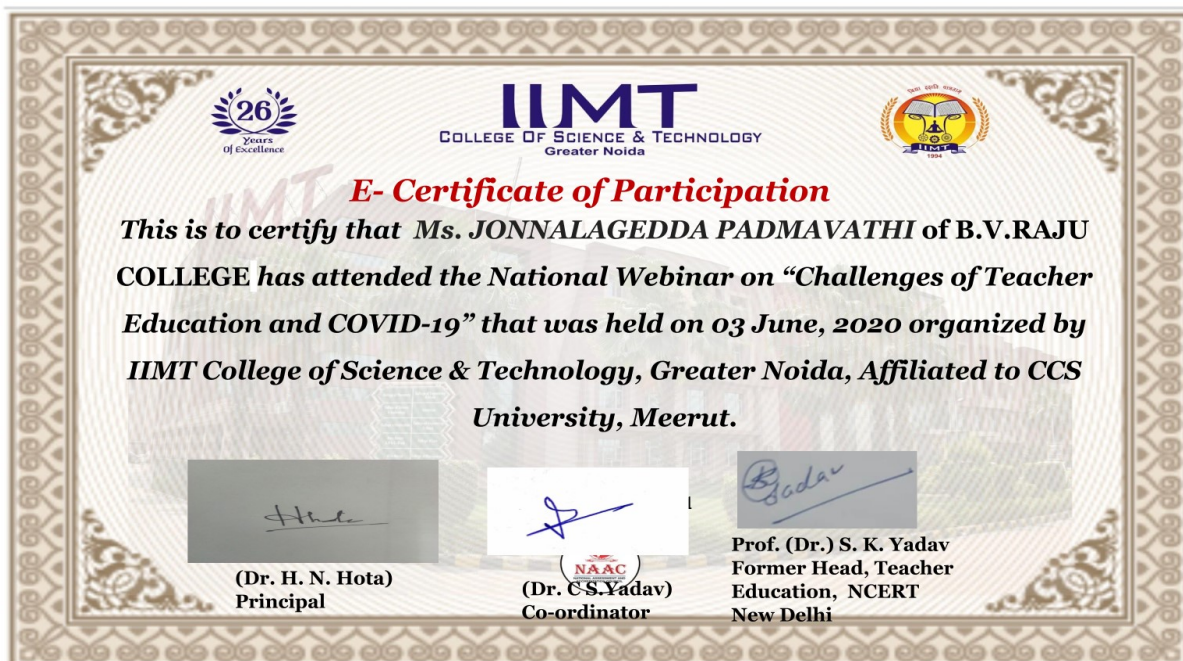 26
Years
Of Excellence
IIMT
COLLEGE OF SCIENCE & TECHNOLOGY
Greater Noida
IIMT
1994
E- Certificate of Participation
This is to certify that Ms. JONNALAGEDDA PADMAVATHI of B.V.RAJU
COLLEGE has attended the National Webinar on “Challenges of Teacher
Education and COVID-19” that was held on 03 June, 2020 organized by
IIMT College of Science & Technology, Greater Noida, Affiliated to CCS
University, Meerut.
IIMT
Yadav
NAAC
(Dr. H. N. Hota)
Principal
(Dr. C S.Yadav)
Co-ordinator
Prof. (Dr.) S. K. Yadav
Former Head, Teacher
Education, NCERT
New Delhi